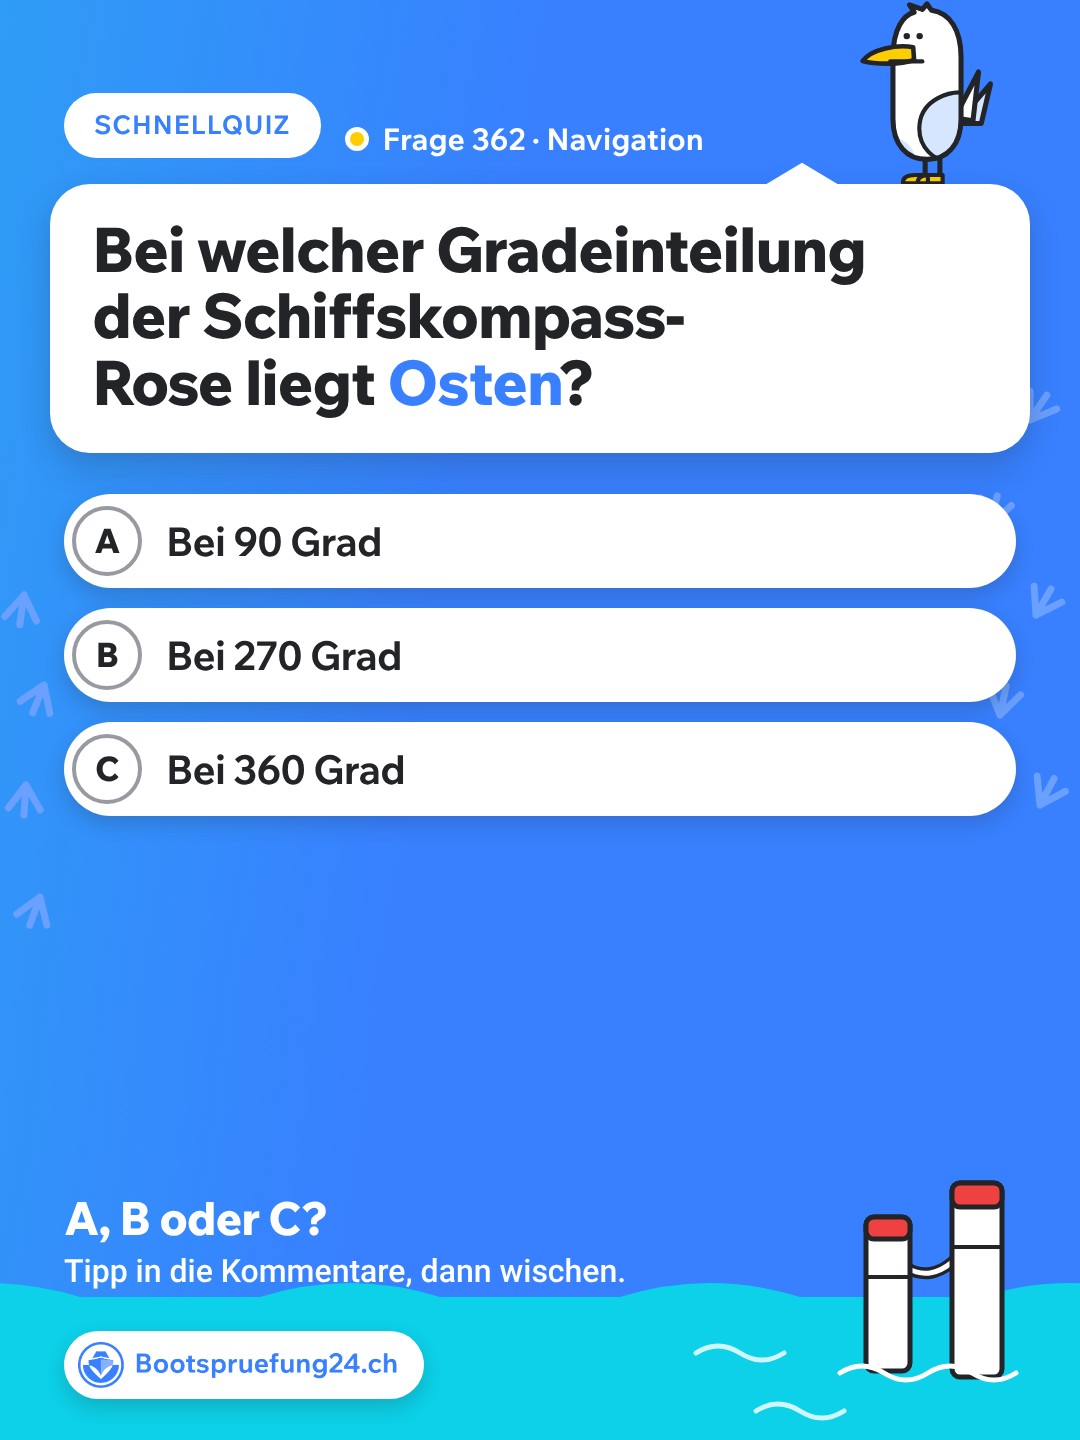 SCHNELLQUIZ
Frage 362 · Navigation
Bei welcher Gradeinteilung
der Schiffskompass-
Rose liegt Osten?
A Bei 90 Grad
B Bei 270 Grad
C Bei 360 Grad
A, B oder C?
Tipp in die Kommentare, dann wischen.
Bootspruefung24.ch